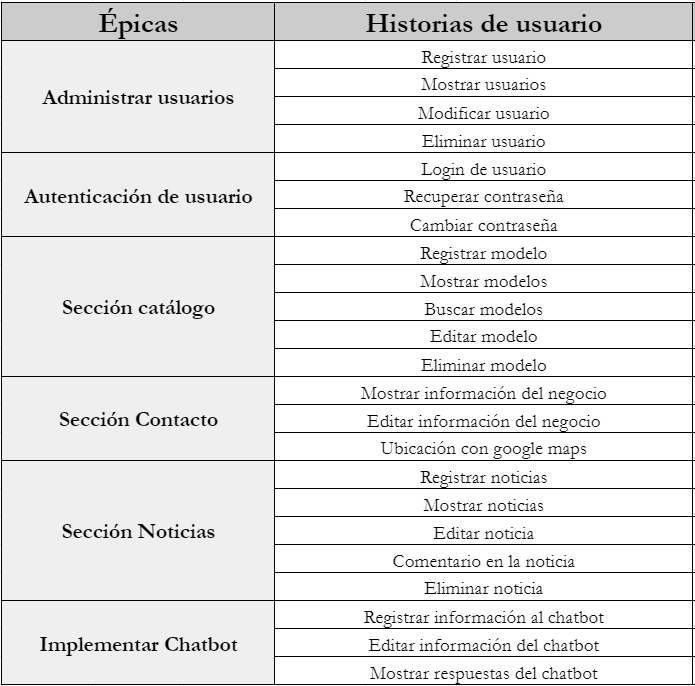 Épicas
Historias de usuario
Administrar usuarios
Registrar usuario
Mostrar usuarios
Modificar usuario
Eliminar usuario
Autenticación de usuario
Login de usuario
Recuperar contraseña
Cambiar contraseña
Sección catálogo
Registrar modelo
Mostrar modelos
Buscar modelos
Editar modelo
Eliminar modelo
Sección Contacto
Mostrar información del negocio
Editar información del negocio
Ubicación con google maps
Sección Noticias
Registrar noticias
Mostrar noticias
Editar noticia
Comentario en la noticia
Eliminar noticia
Implementar Chatbot
Registrar información al chatbot
Editar información del chatbot
Mostrar respuestas del chatbot